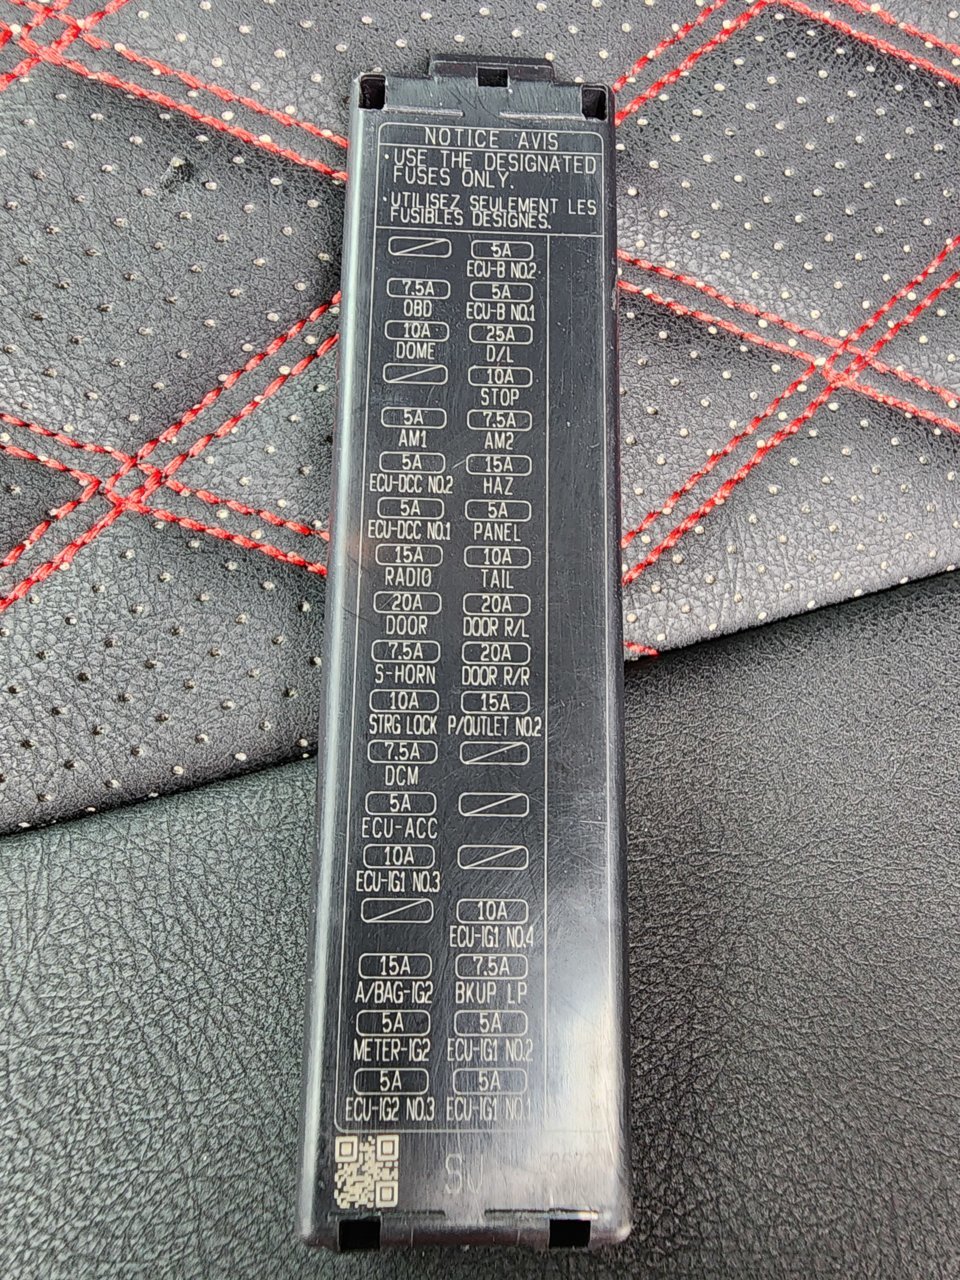 NOTICE AVIS
·USE THE DESIGNATED
FUSES ONLY.
·UTILISEZ SEULEMENT LES
FUSIBLES DESIGNES.
5A
ECU-B NO.2
7.5A 5A
OBD ECU-B NO.1
10A 25A
DOME D/L
10A
STOP
5A 7.5A
AM1 AM2
5A 15A
ECU-DCC NO.2 HAZ
5A 5A
ECU-DCC NO.1 PANEL
15A 10A
RADIO TAIL
20A 20A
DOOR DOOR R/L
7.5A 20A
S-HORN DOOR R/R
10A 15A
STRG LOCK P/OUTLET NO.2
7.5A
DCM
5A
ECU-ACC
10A
ECU-IG1 NO.3
10A
ECU-IG1 NO.4
15A 7.5A
A/BAG-IG2 BKUP LP
5A 5A
METER-IG2 ECU-IG1 NO.2
5A 5A
ECU-IG2 NO.3 ECU-IG1 NO.1